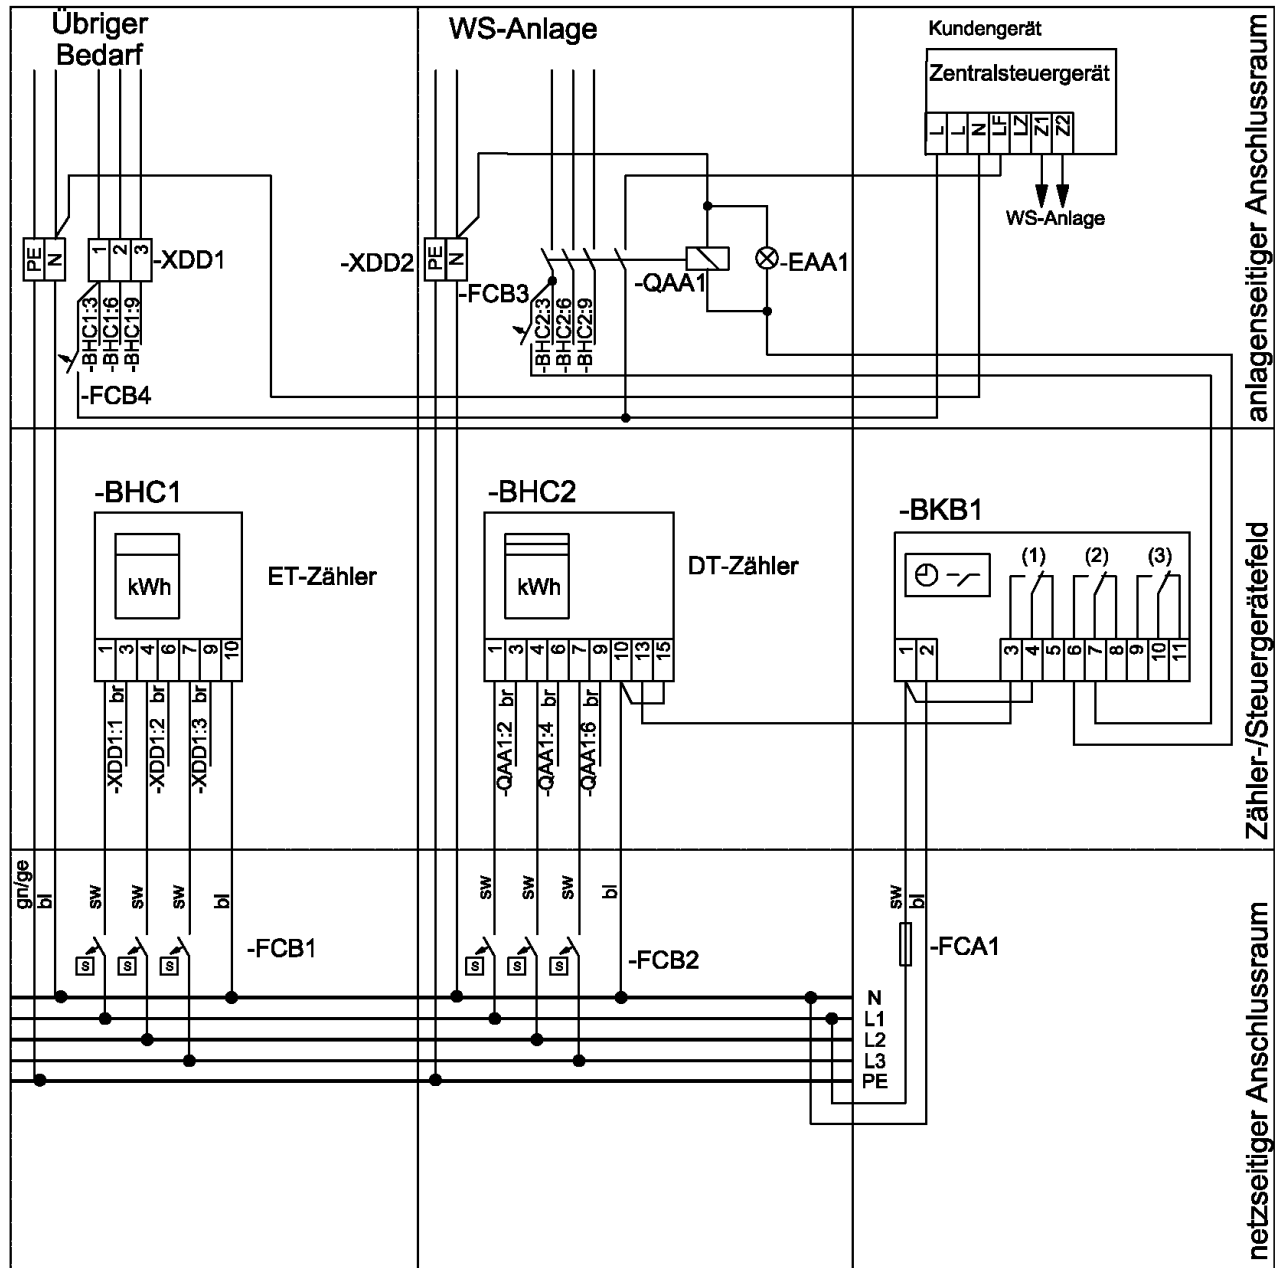 Übriger
Bedarf
WS-Anlage
Kundengerät
Zentralsteuergerät
L L N LF LZ Z1 Z2
WS-Anlage
anlagenseitiger Anschlussraum
PE N
1 2 3
-XDD1
-BHC1:3
-BHC1:6
-BHC1:9
-FCB4
-XDD2
PE N
-FCB3
-BHC2:3
-BHC2:6
-BHC2:9
-QAA1
-EAA1
-BHC1
kWh
ET-Zähler
1 3 4 6 7 9 10
-XDD1:1 br
-XDD1:2 br
-XDD1:3 br
-BHC2
kWh
DT-Zähler
1 3 4 6 7 9 10 13 15
-QAA1:2 br
-QAA1:4 br
-QAA1:6 br
-BKB1
(1) (2) (3)
1 2 3 4 5 6 7 8 9 10 11
Zähler-/Steuergerätefeld
gn/ge
bl
sw sw sw bl
S S S
-FCB1
sw sw sw bl
S S S
-FCB2
sw bl
-FCA1
N
L1
L2
L3
PE
netzseitiger Anschlussraum